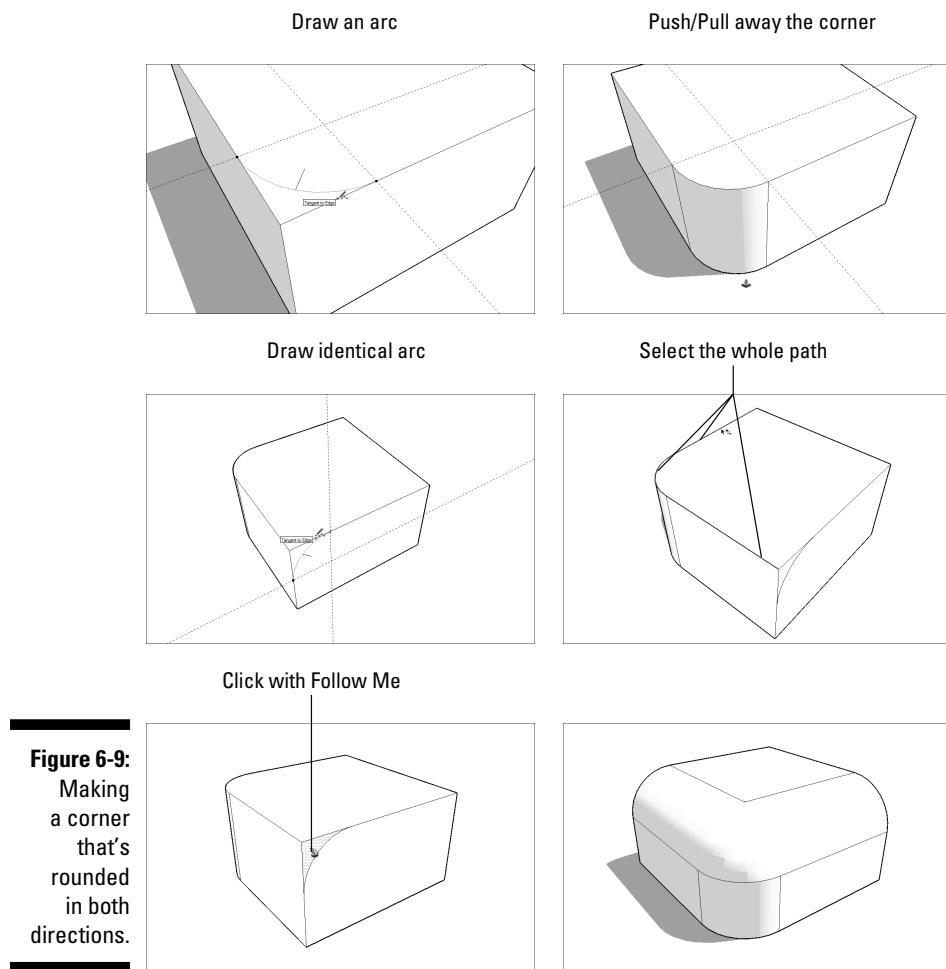 Draw an arc
Push/Pull away the corner
Tangent to Edge
Draw identical arc
Select the whole path
Tangent to Edge
Click with Follow Me
Figure 6-9:
Making
a corner
that's
rounded
in both
directions.